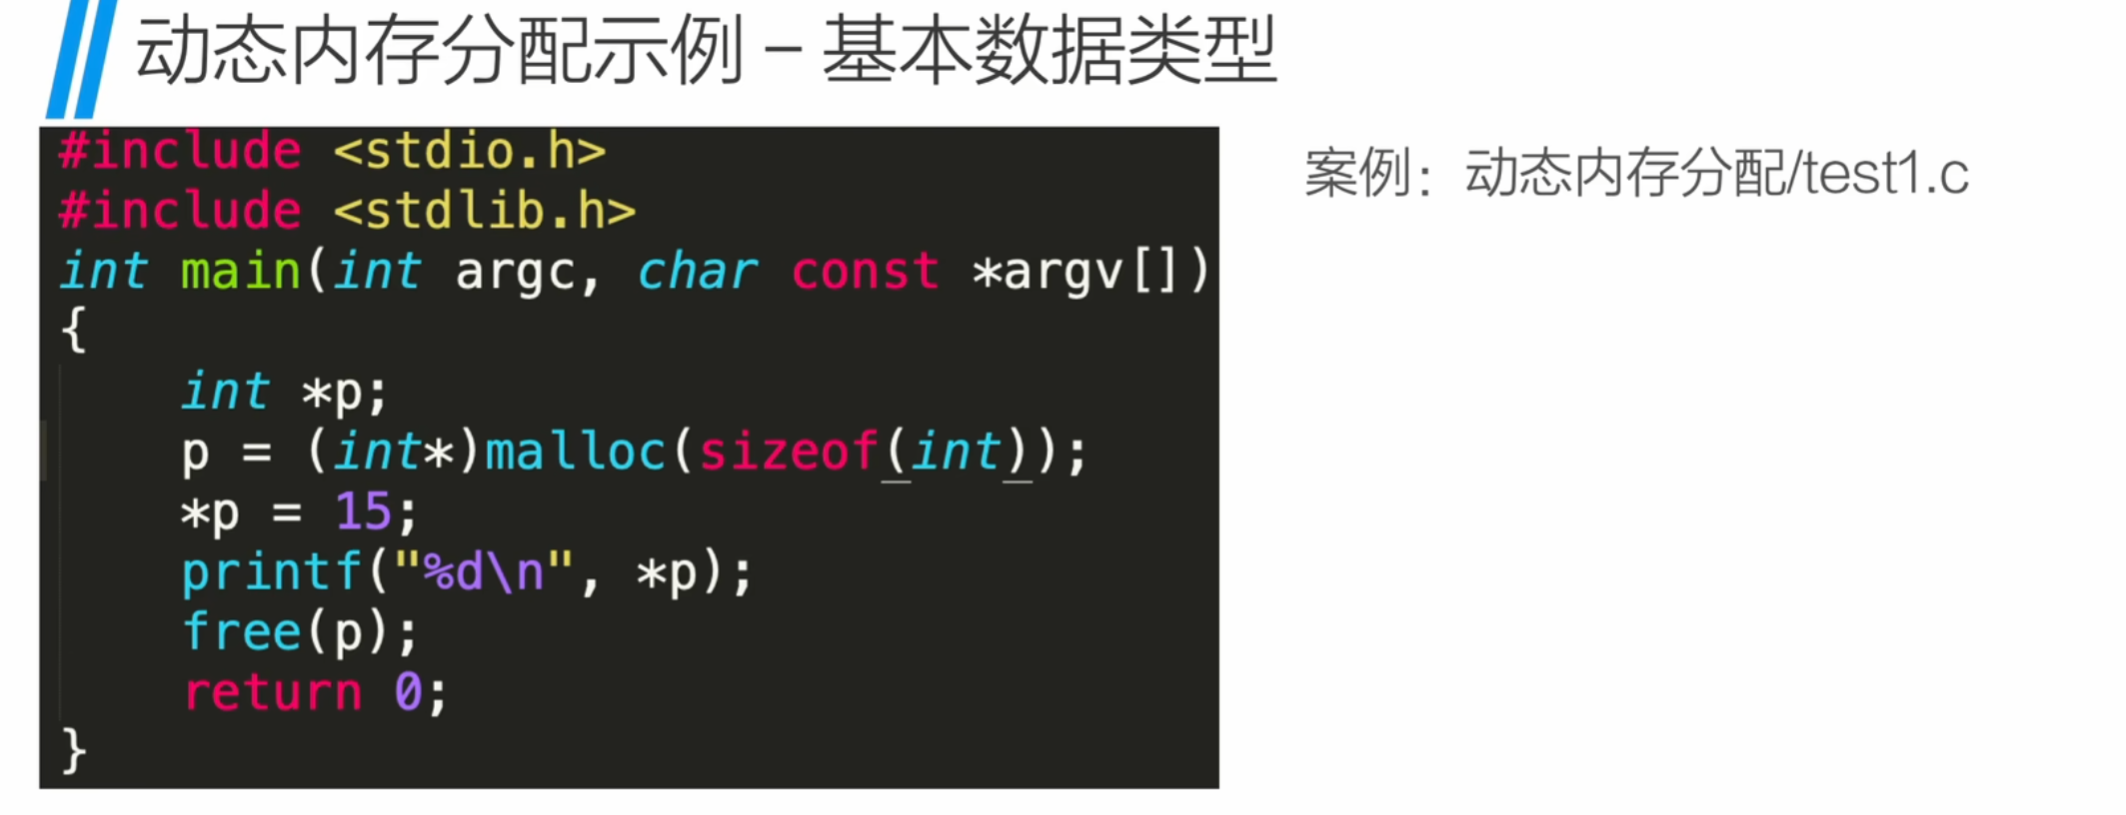 动态内存分配示例 – 基本数据类型
#include <stdio.h>
#include <stdlib.h>
int main(int argc, char const *argv[])
{
    int *p;
    p = (int*)malloc(sizeof(int));
    *p = 15;
    printf("%d\n", *p);
    free(p);
    return 0;
}
案例：动态内存分配/test1.c